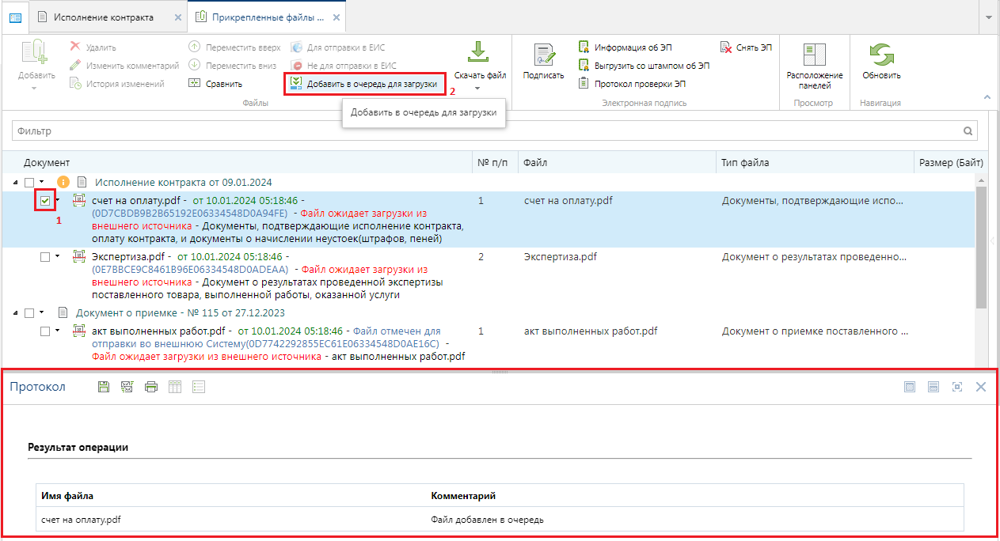 Исполнение контракта
Прикрепленные файлы ...
Добавить
Удалить
Изменить комментарий
История изменений
Переместить вверх
Переместить вниз
Сравнить
Для отправки в ЕИС
Не для отправки в ЕИС
Добавить в очередь для загрузки
2
Скачать файл
Файлы
Подписать
Информация об ЭП
Выгрузить со штампом об ЭП
Протокол проверки ЭП
Снять ЭП
Электронная подпись
Расположение
панелей
Просмотр
Обновить
Навигация
Добавить в очередь для загрузки
Фильтр
Документ
№ п/п
Файл
Тип файла
Размер (Байт)
Исполнение контракта от 09.01.2024
1
счет на оплату.pdf - от 10.01.2024 05:18:46 -
(0D7CBDB9B2B65192E06334548D0A94FE) - Файл ожидает загрузки из
внешнего источника - Документы, подтверждающие исполнение контракта,
оплату контракта, и документы о начислении неустоек(штрафов, пеней)
1
счет на оплату.pdf
Документы, подтверждающие испо...
Экспертиза.pdf - от 10.01.2024 05:18:46 -
(0E7BBCE9C8461B96E06334548D0ADEAA) - Файл ожидает загрузки из
внешнего источника - Документ о результатах проведенной экспертизы
поставленного товара, выполненной работы, оказанной услуги
2
Экспертиза.pdf
Документ о результатах проведенно...
Документ о приемке - № 115 от 27.12.2023
акт выполненных работ.pdf - от 10.01.2024 05:18:46 - Файл отмечен для
отправки во внешнюю Систему(0D7742292855EC61E06334548D0AE16C) -
Файл ожидает загрузки из внешнего источника - акт выполненных работ.pdf
1
акт выполненных работ.pdf
Документ о приемке поставленного ...
Протокол
Результат операции
Имя файла
Комментарий
счет на оплату.pdf
Файл добавлен в очередь